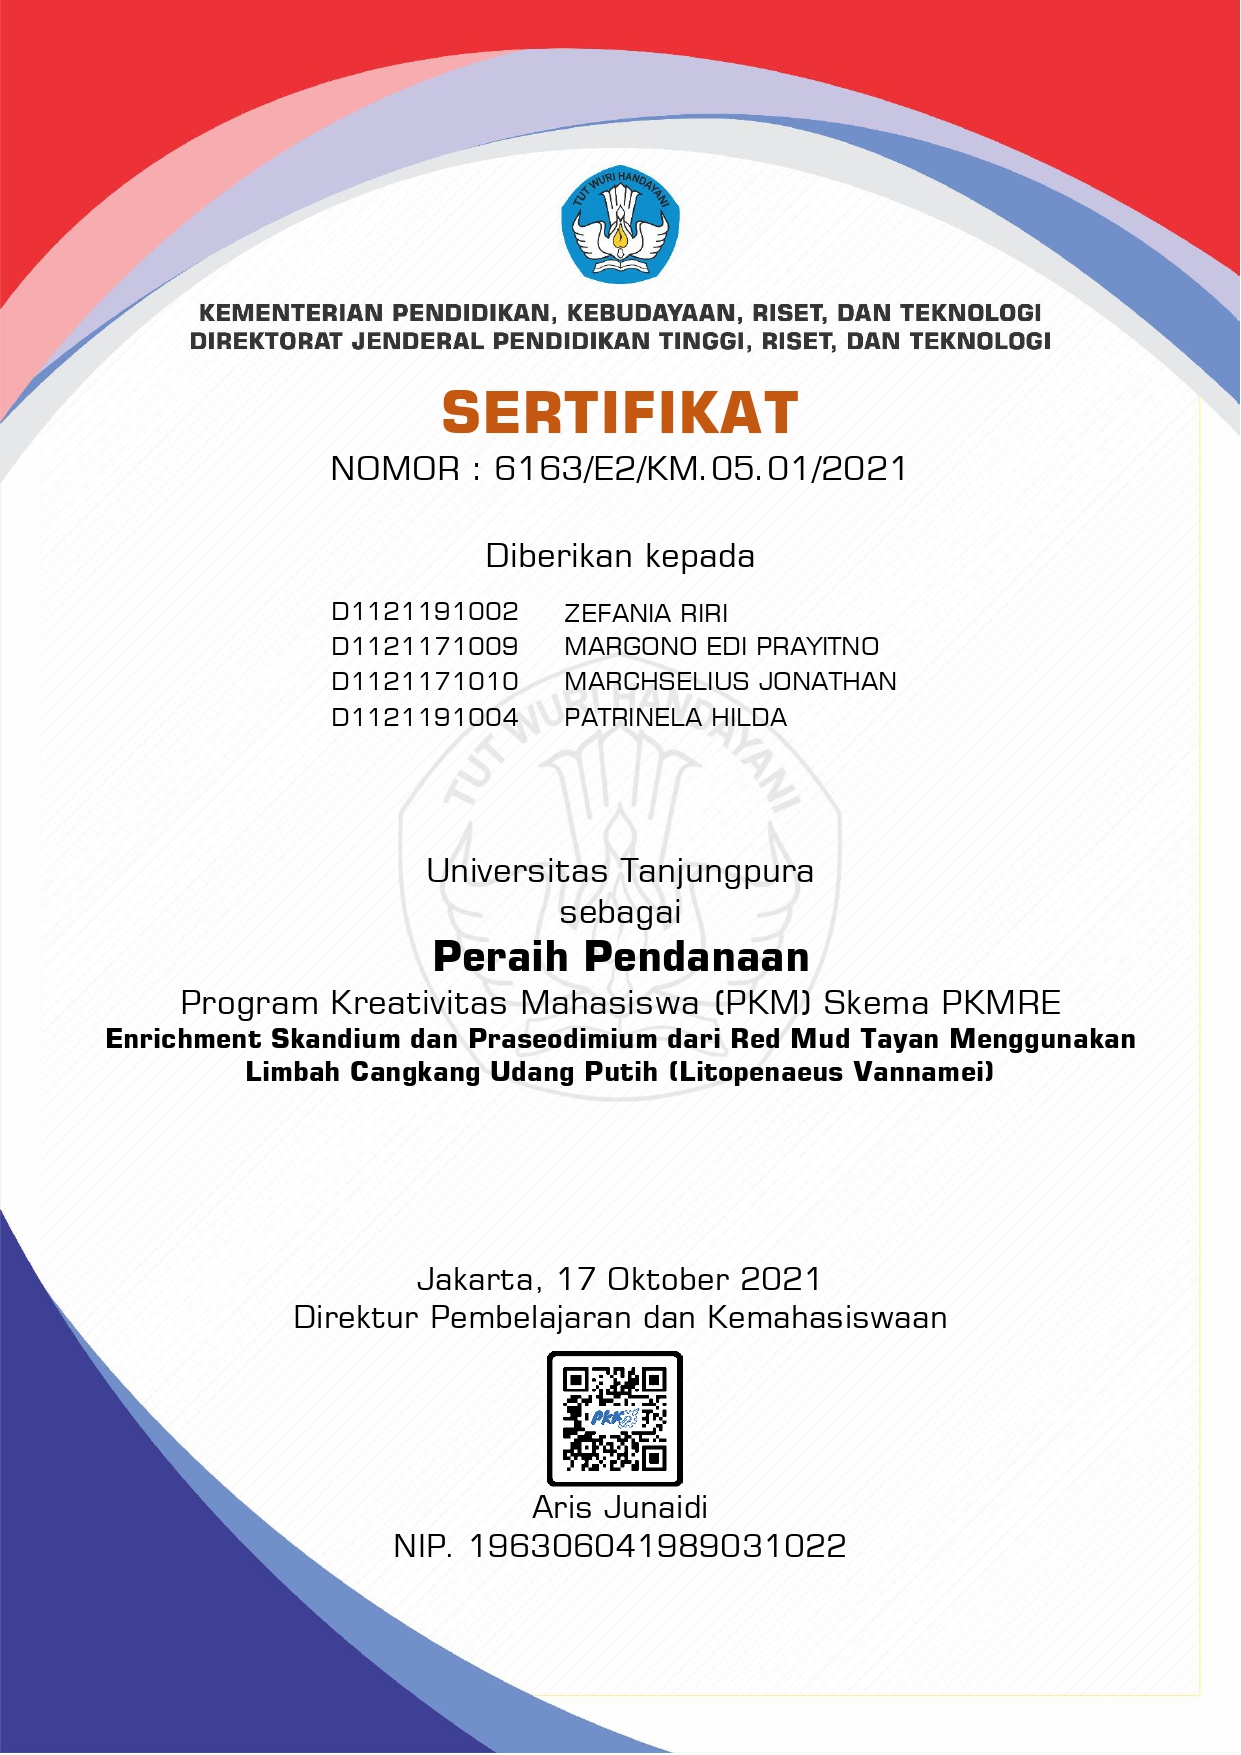 TUT WURI HANDAYANI
KEMENTERIAN PENDIDIKAN, KEBUDAYAAN, RISET, DAN TEKNOLOGI
DIREKTORAT JENDERAL PENDIDIKAN TINGGI, RISET, DAN TEKNOLOGI
SERTIFIKAT
NOMOR : 6163/E2/KM.05.01/2021
Diberikan kepada
D1121191002 ZEFANIA RIRI
D1121171009 MARGONO EDI PRAYITNO
D1121171010 MARCHSELIUS JONATHAN
D1121191004 PATRINELA HILDA
TUT WURI HANDAYANI
Universitas Tanjungpura
sebagai
Peraih Pendanaan
Program Kreativitas Mahasiswa (PKM) Skema PKMRE
Enrichment Skandium dan Praseodimium dari Red Mud Tayan Menggunakan
Limbah Cangkang Udang Putih (Litopenaeus Vannamei)
Jakarta, 17 Oktober 2021
Direktur Pembelajaran dan Kemahasiswaan
Aris Junaidi
NIP. 196306041989031022